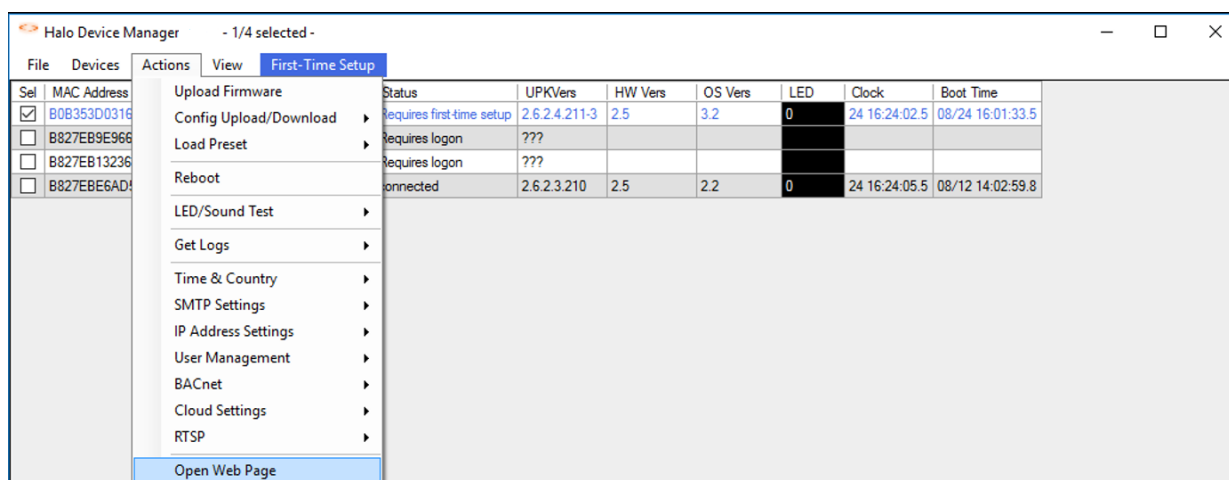 Halo Device Manager - 1/4 selected -
File Devices Actions View First-Time Setup
Sel MAC Address Status UPKVers HW Vers OS Vers LED Clock Boot Time
B0B353D0316 Requires first-time setup 2.6.2.4.211-3 2.5 3.2 0 24 16:24:02.5 08/24 16:01:33.5
B827EB9E966 Requires logon ???
B827EB13236 Requires logon ???
B827EBE6AD connected 2.6.2.3.210 2.5 2.2 0 24 16:24:05.5 08/12 14:02:59.8
Upload Firmware
Config Upload/Download
Load Preset
Reboot
LED/Sound Test
Get Logs
Time & Country
SMTP Settings
IP Address Settings
User Management
BACnet
Cloud Settings
RTSP
Open Web Page